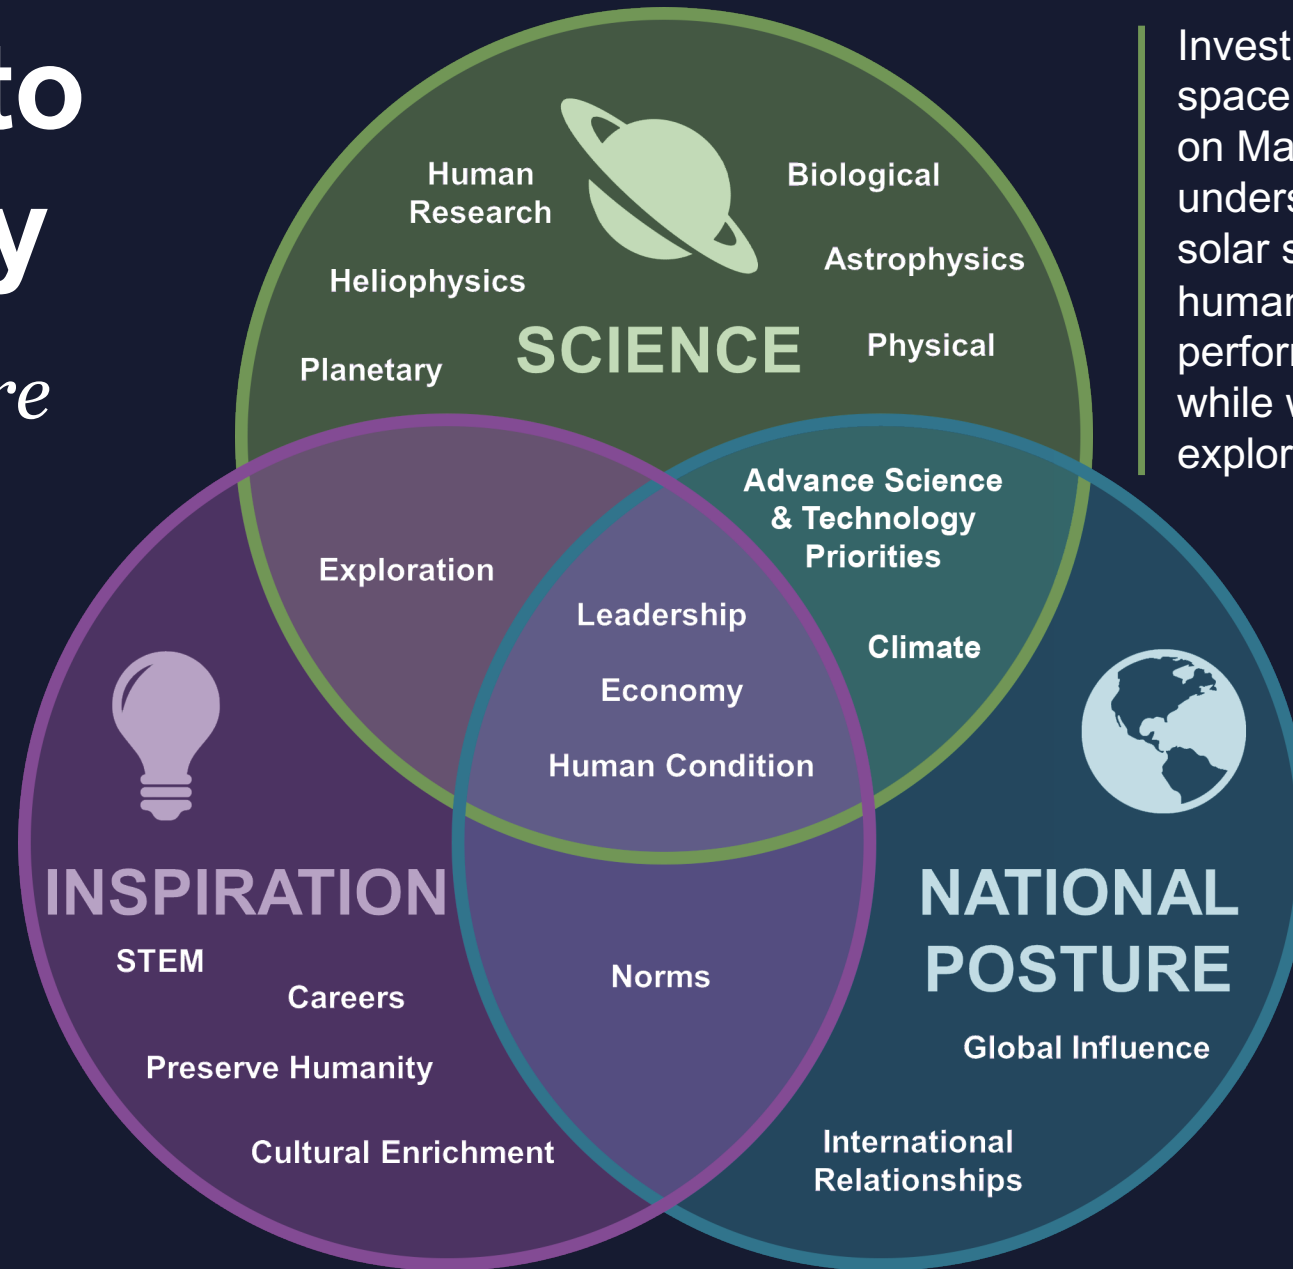 to
y
re
Invest
space
on Ma
unders
solar s
human
perfor
while w
explor
Human
Research
Biological
Heliophysics
Astrophysics
SCIENCE
Physical
Planetary
Exploration
Advance Science
& Technology
Priorities
Leadership
Climate
Economy
Human Condition
INSPIRATION
STEM
Careers
Preserve Humanity
Cultural Enrichment
Norms
NATIONAL
POSTURE
Global Influence
International
Relationships